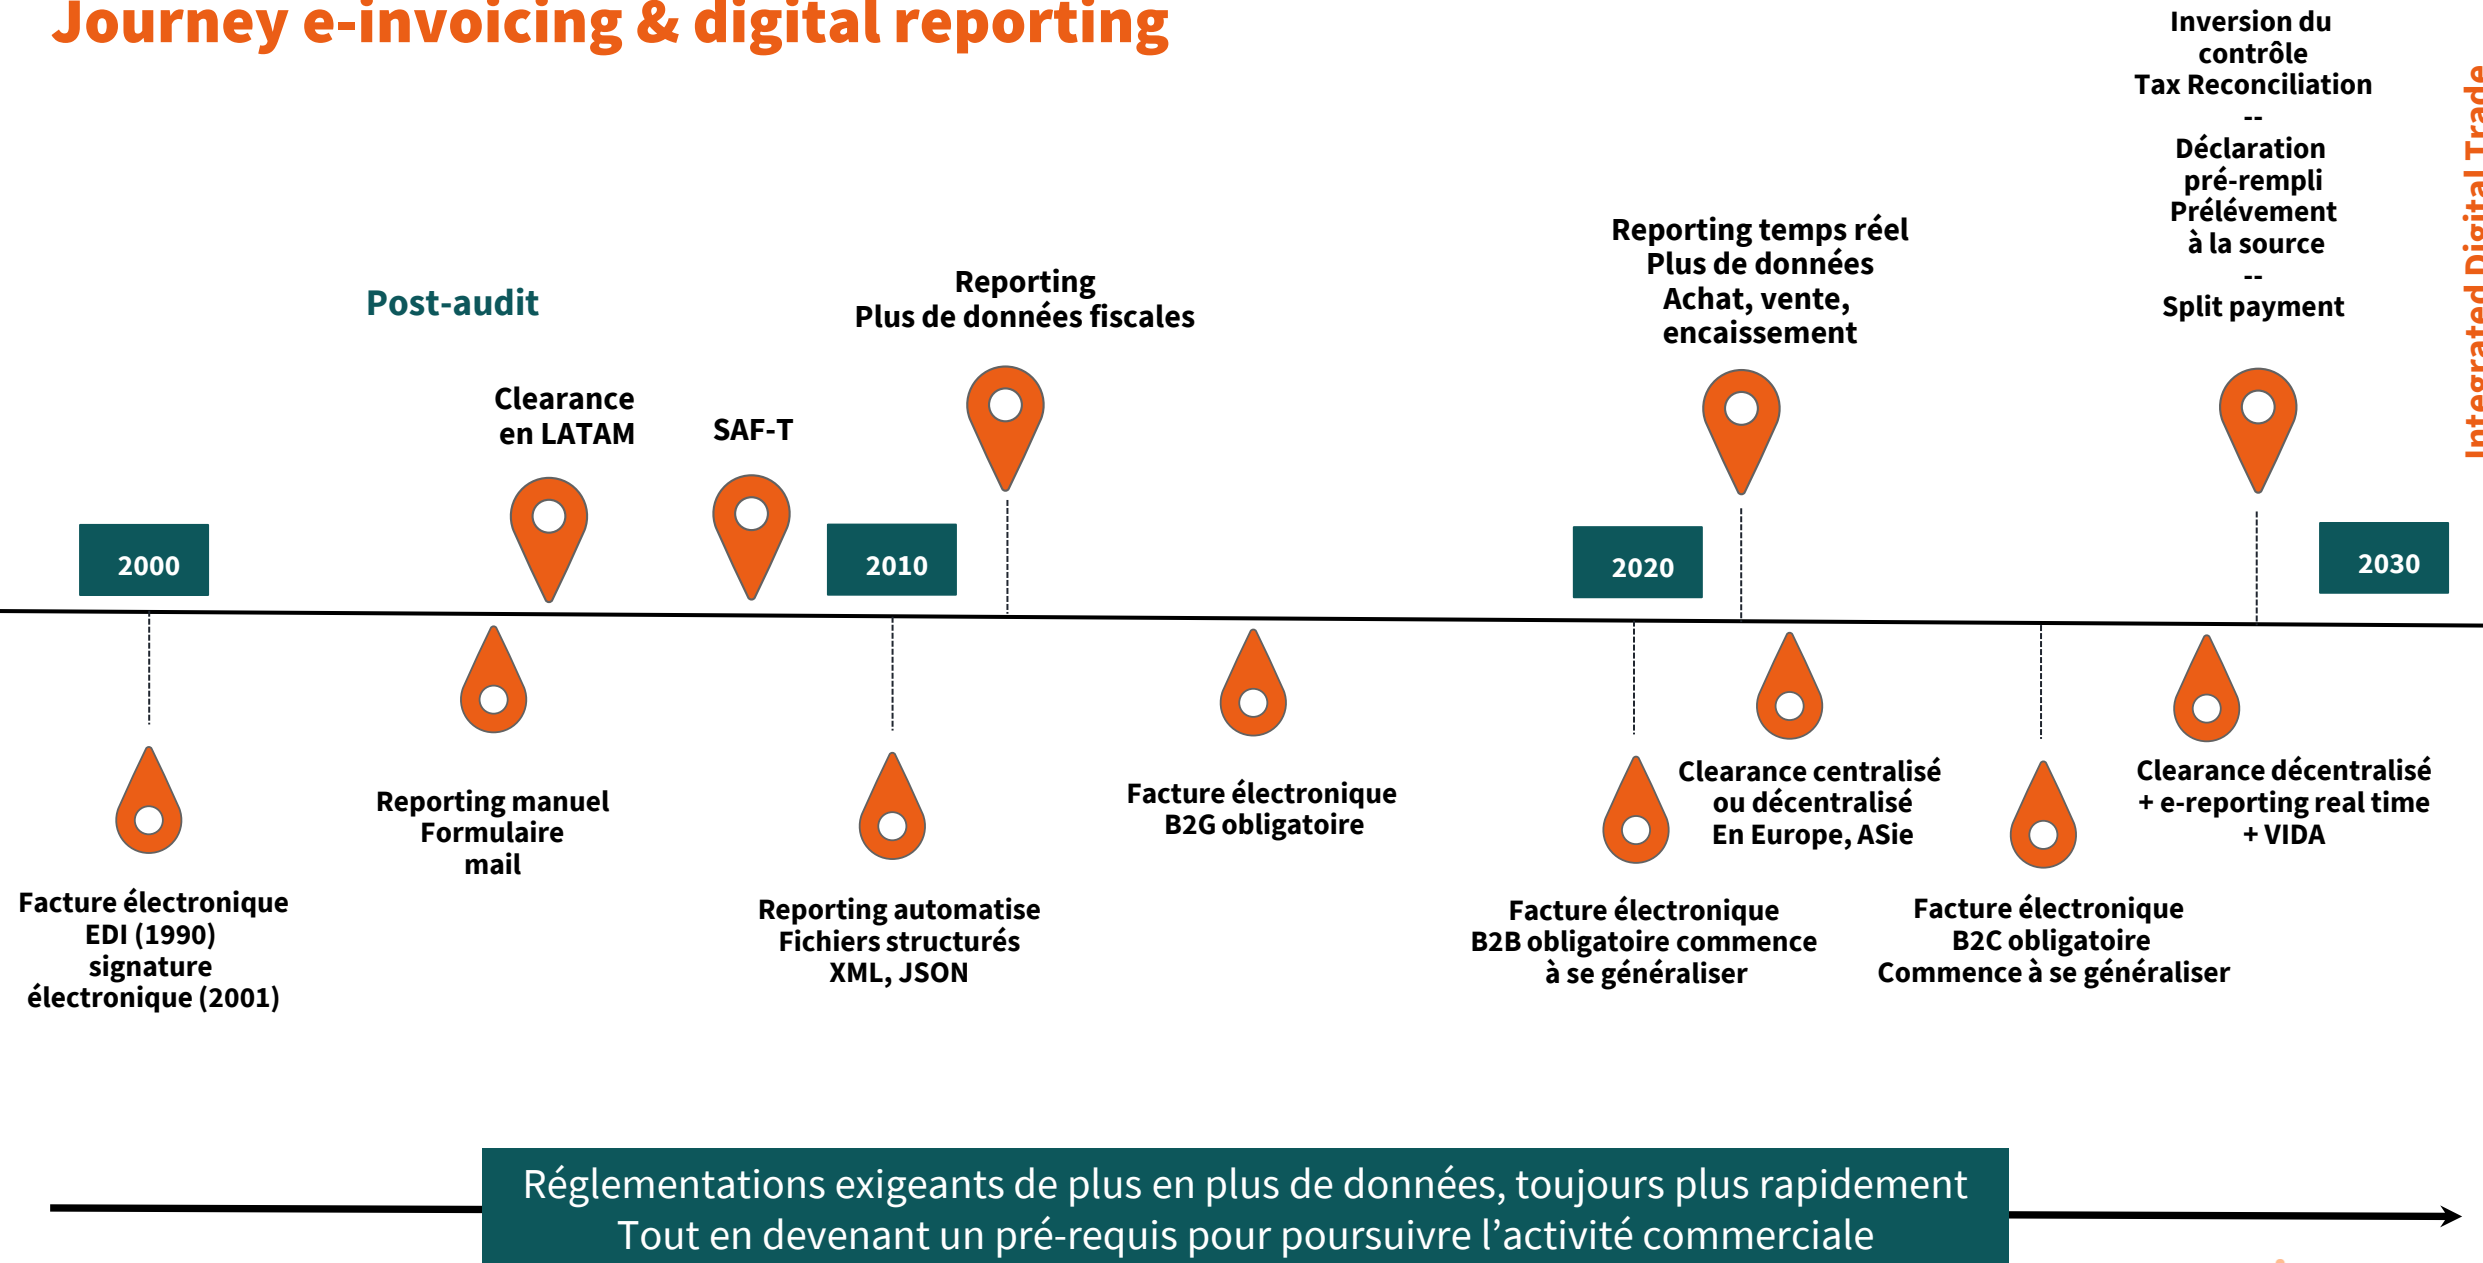 Journey e-invoicing & digital reporting
Inversion du
contrôle
Tax Reconciliation
--
Déclaration
pré-rempli
Prélévement
à la source
--
Split payment
Integrated Digital Trade
Reporting temps réel
Plus de données
Achat, vente,
encaissement
Reporting
Plus de données fiscales
Post-audit
Clearance
en LATAM
SAF-T
2000
2010
2020
2030
Facture électronique
EDI (1990)
signature
électronique (2001)
Reporting manuel
Formulaire
mail
Reporting automatise
Fichiers structurés
XML, JSON
Facture électronique
B2G obligatoire
Facture électronique
B2B obligatoire commence
à se généraliser
Clearance centralisé
ou décentralisé
En Europe, ASie
Facture électronique
B2C obligatoire
Commence à se généraliser
Clearance décentralisé
+ e-reporting real time
+ VIDA
Réglementations exigeants de plus en plus de données, toujours plus rapidement
Tout en devenant un pré-requis pour poursuivre l’activité commerciale